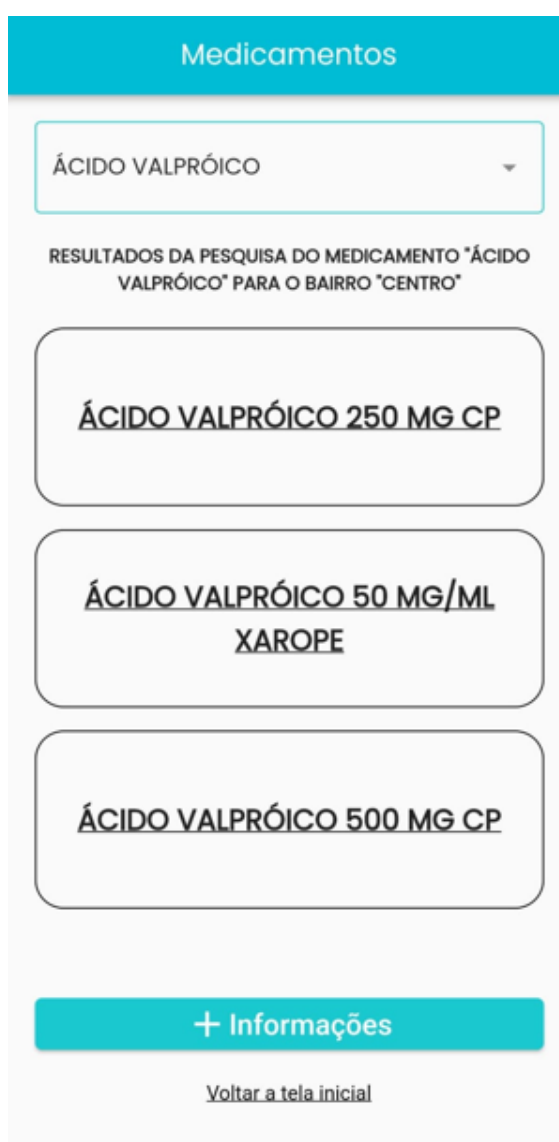 Medicamentos
ÁCIDO VALPRÓICO
RESULTADOS DA PESQUISA DO MEDICAMENTO "ÁCIDO
VALPRÓICO" PARA O BAIRRO "CENTRO"
ÁCIDO VALPRÓICO 250 MG CP
ÁCIDO VALPRÓICO 50 MG/ML
XAROPE
ÁCIDO VALPRÓICO 500 MG CP
+ Informações
Voltar a tela inicial